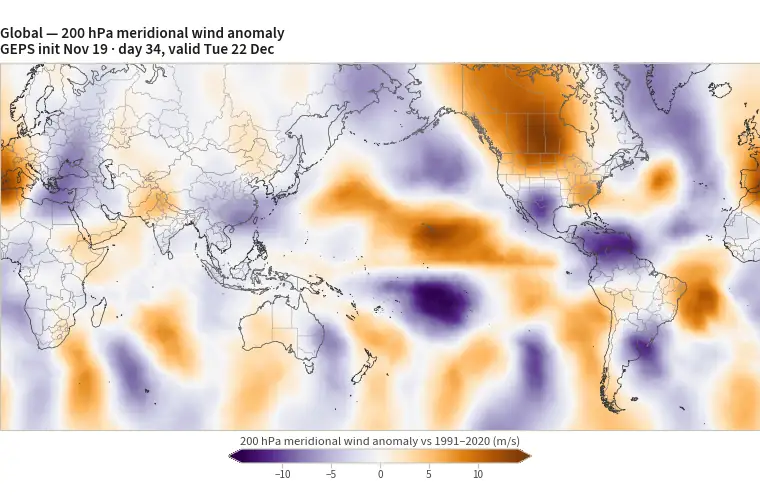 Global — 200 hPa meridional wind anomaly
GEPS init Nov 19 · day 34, valid Tue 22 Dec
200 hPa meridional wind anomaly vs 1991–2020 (m/s)
−10 −5 0 5 10